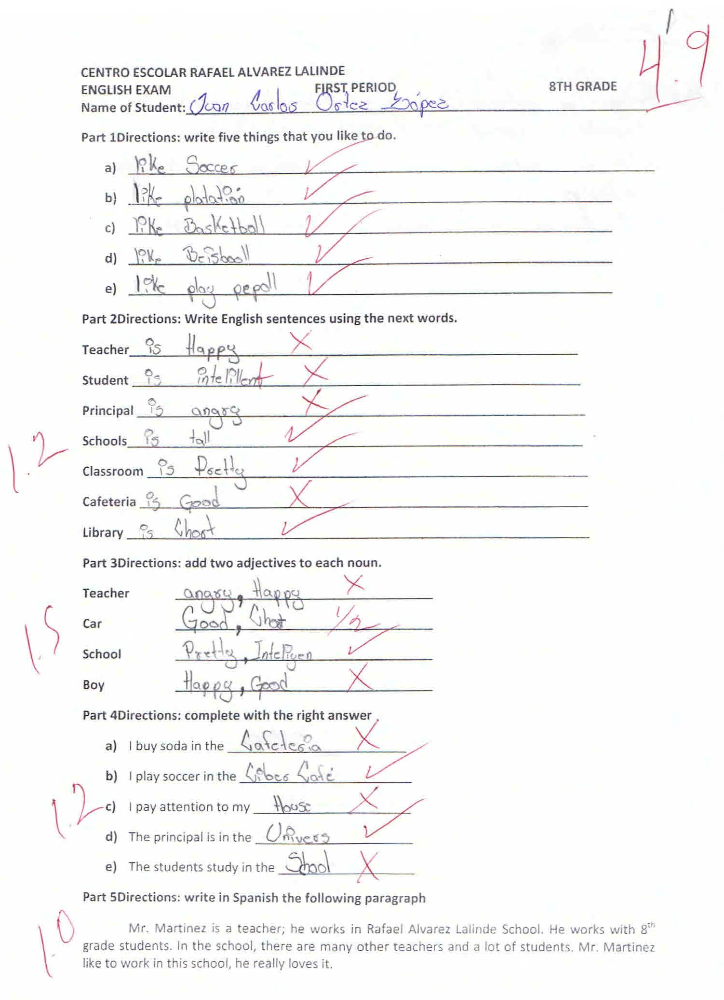 4.9
CENTRO ESCOLAR RAFAEL ALVAREZ LALINDE
ENGLISH EXAM FIRST PERIOD 8TH GRADE
Name of Student: Juan Carlos Ortez López
Part 1Directions: write five things that you like to do.
a) like Soccer
b) like platatión
c) like Basketball
d) like Beisball
e) like play pepall
Part 2Directions: Write English sentences using the next words.
Teacher is Happy
Student is
Principal is angry
Schools is tall
1.2
Classroom is Pretty
Cafeteria is Good
Library is Chort
Part 3Directions: add two adjectives to each noun.
Teacher angry, Happy
Car Good, Chort 1/2
1.5
School Pretty, Inteligen
Boy Happy, Good
Part 4Directions: complete with the right answer
a) I buy soda in the Cafeteria
b) I play soccer in the Ciber Café
1.2
c) I pay attention to my House
d) The principal is in the Univers
e) The students study in the Shool
Part 5Directions: write in Spanish the following paragraph
1.0
Mr. Martinez is a teacher; he works in Rafael Alvarez Lalinde School. He works with 8th
grade students. In the school, there are many other teachers and a lot of students. Mr. Martinez
like to work in this school, he really loves it.